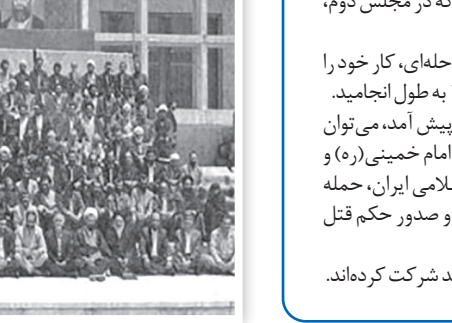 که در مجلس دوم،
حله‌ای، کار خود را
به طول انجامید.
پیش آمد، می‌توان
امام خمینی(ره) و
لامی ایران، حمله
و صدور حکم قتل
د شرکت کرده‌اند.